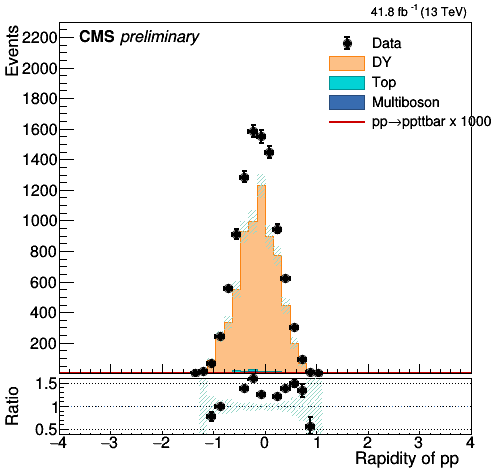 41.8 fb⁻¹ (13 TeV)
CMS preliminary
Events
2200
2000
1800
1600
1400
1200
1000
800
600
400
200
Data
DY
Top
Multiboson
pp→ppttbar x 1000
Ratio
1.5
1
0.5
−4 −3 −2 −1 0 1 2 3 4
Rapidity of pp